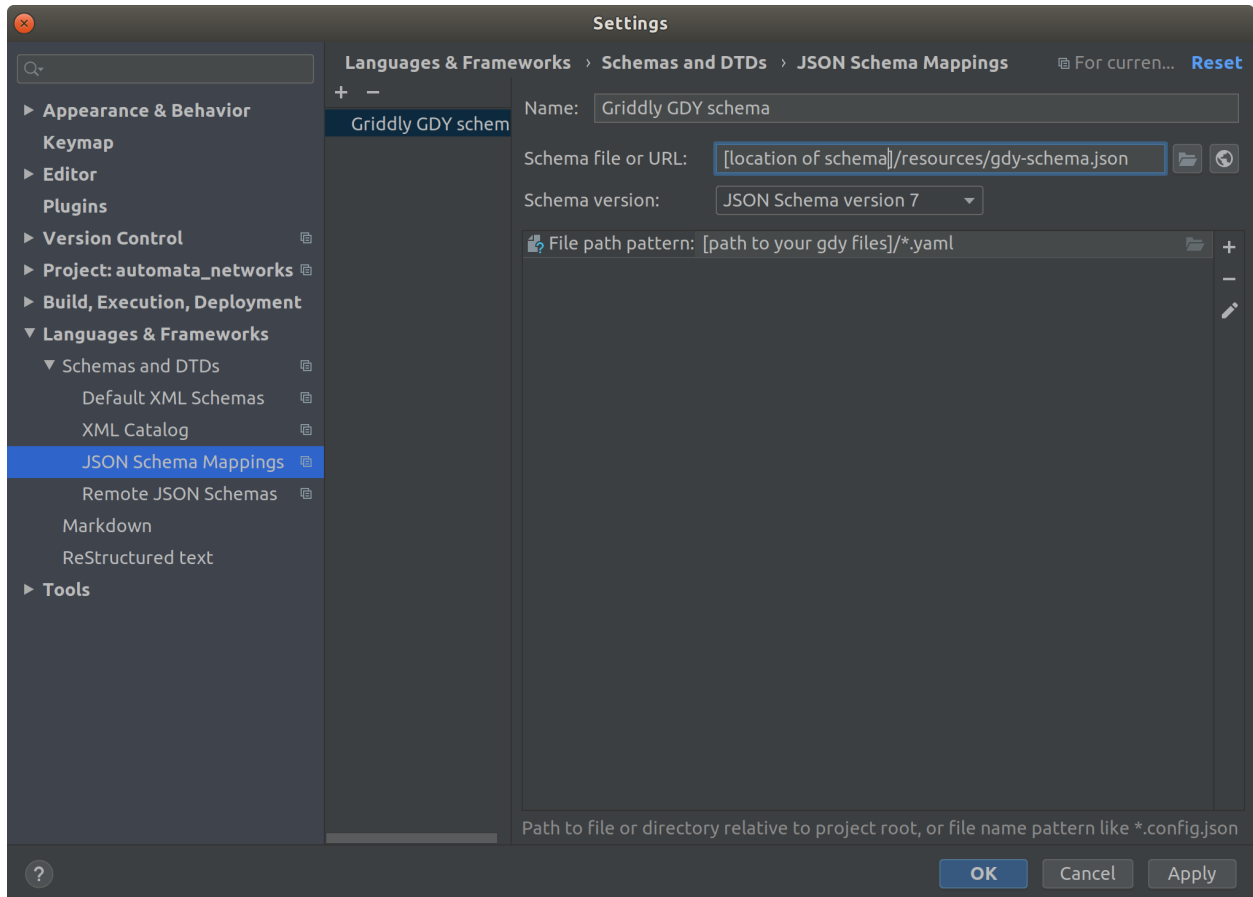 Settings
Languages & Frameworks › Schemas and DTDs › JSON Schema Mappings For curren... Reset
Appearance & Behavior
Keymap
Editor
Plugins
Version Control
Project: automata_networks
Build, Execution, Deployment
Languages & Frameworks
Schemas and DTDs
Default XML Schemas
XML Catalog
JSON Schema Mappings
Remote JSON Schemas
Markdown
ReStructured text
Tools
Griddly GDY schem
Name: Griddly GDY schema
Schema file or URL: [location of schema]/resources/gdy-schema.json
Schema version: JSON Schema version 7
File path pattern: [path to your gdy files]/*.yaml
Path to file or directory relative to project root, or file name pattern like *.config.json
? OK Cancel Apply